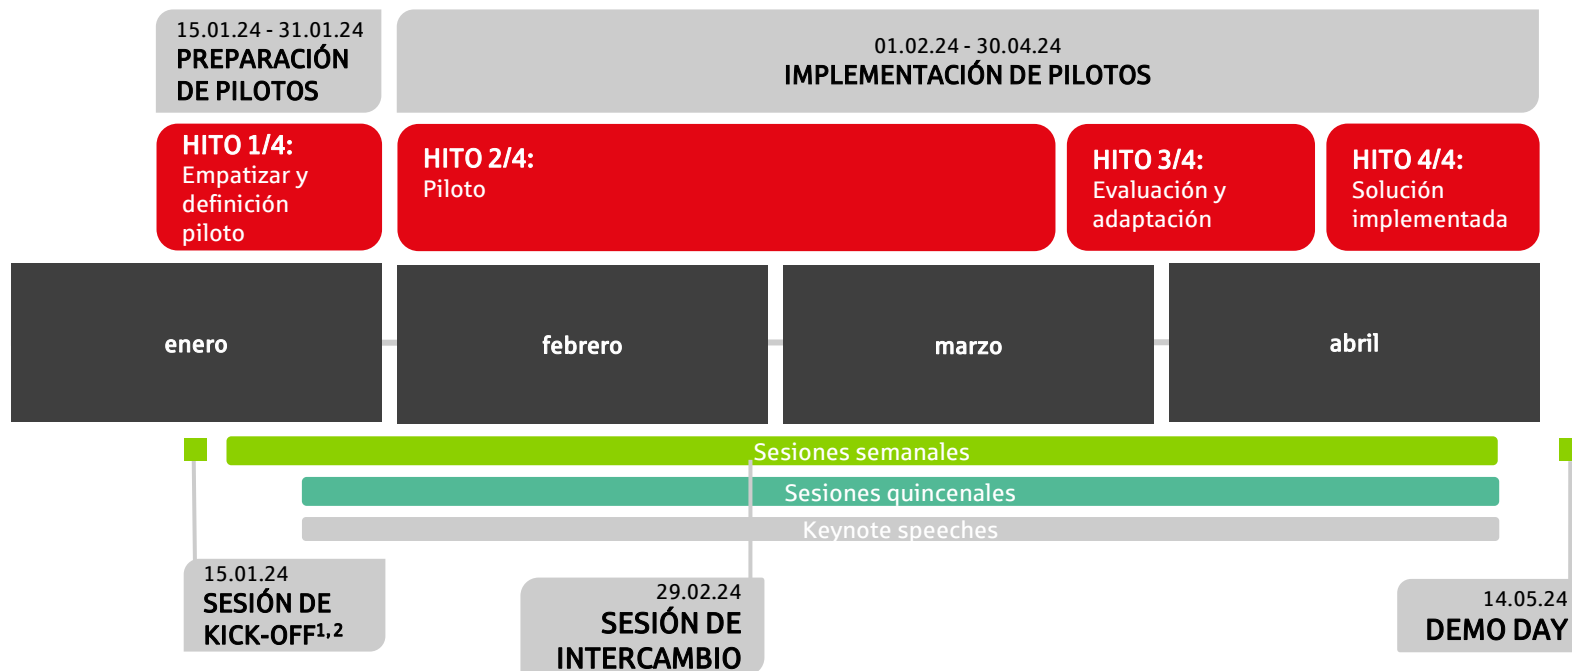 15.01.24 - 31.01.24
PREPARACIÓN
DE PILOTOS
01.02.24 - 30.04.24
IMPLEMENTACIÓN DE PILOTOS
HITO 1/4:
Empatizar y
definición
piloto
HITO 2/4:
Piloto
HITO 3/4:
Evaluación y
adaptación
HITO 4/4:
Solución
implementada
enero
febrero
marzo
abril
Sesiones semanales
Sesiones quincenales
Keynote speeches
15.01.24
SESIÓN DE
KICK-OFF¹,²
29.02.24
SESIÓN DE
INTERCAMBIO
14.05.24
DEMO DAY